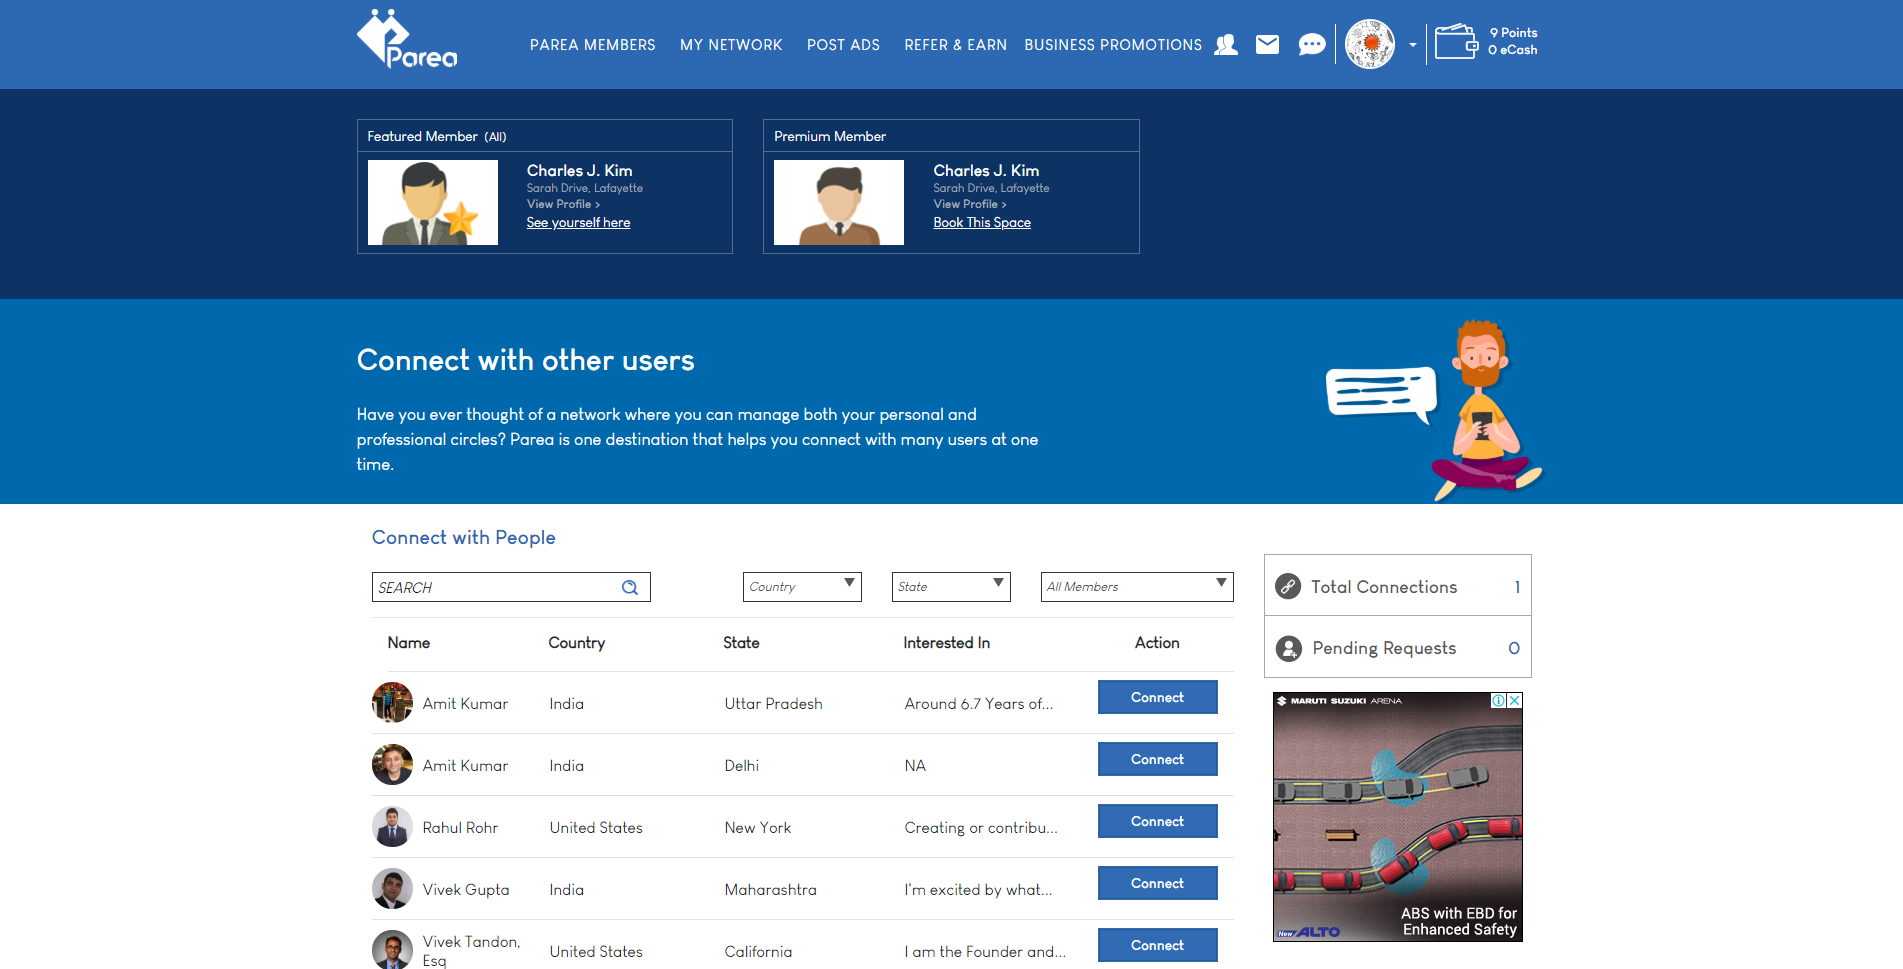 Parea
PAREA MEMBERS MY NETWORK POST ADS REFER & EARN BUSINESS PROMOTIONS
9 Points
0 eCash
Featured Member (All)
Charles J. Kim
Sarah Drive, Lafayette
View Profile >
See yourself here
Premium Member
Charles J. Kim
Sarah Drive, Lafayette
View Profile >
Book This Space
Connect with other users
Have you ever thought of a network where you can manage both your personal and
professional circles? Parea is one destination that helps you connect with many users at one
time.
Connect with People
SEARCH Country State All Members
Name Country State Interested In Action
Amit Kumar India Uttar Pradesh Around 6.7 Years of... Connect
Amit Kumar India Delhi NA Connect
Rahul Rohr United States New York Creating or contribu... Connect
Vivek Gupta India Maharashtra I'm excited by what... Connect
Vivek Tandon,
Esq United States California I am the Founder and... Connect
Total Connections 1
Pending Requests 0
MARUTI SUZUKI ARENA
ABS with EBD for
Enhanced Safety
New ALTO